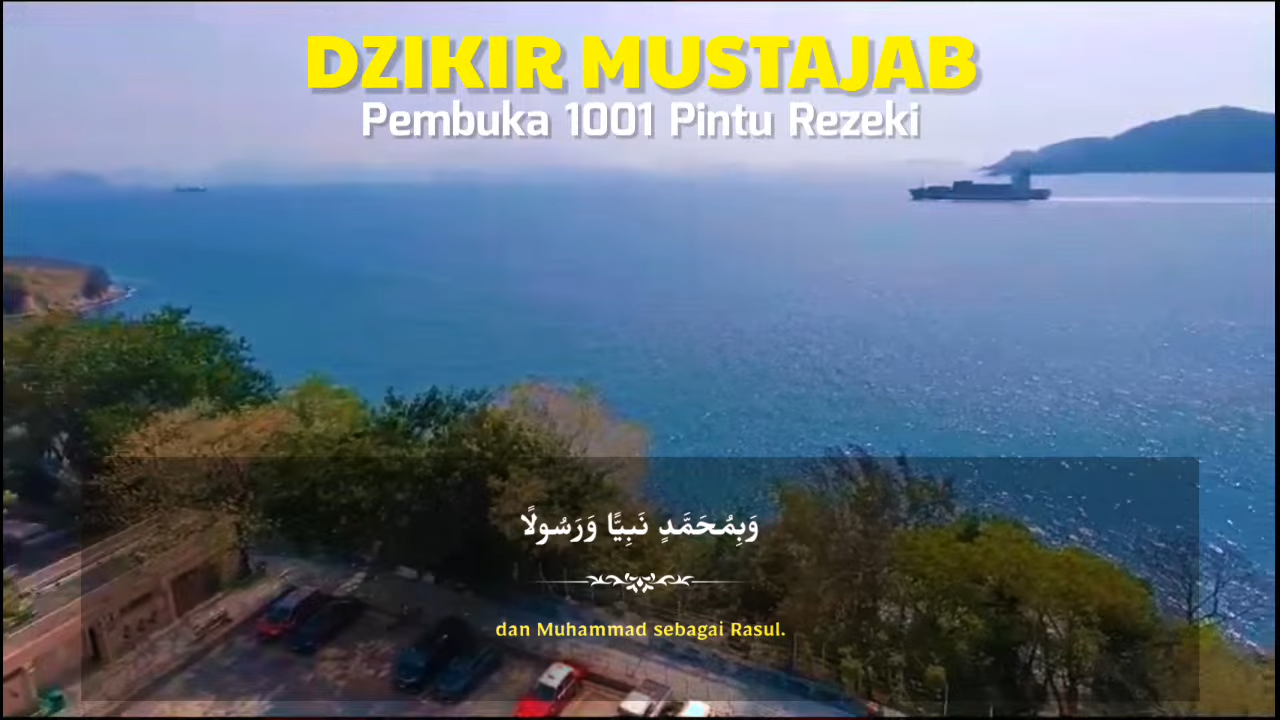 DZIKIR MUSTAJAB
Pembuka 1001 Pintu Rezeki
وَبِمُحَمَّدٍ نَبِيًّا وَرَسُولًا
dan Muhammad sebagai Rasul.